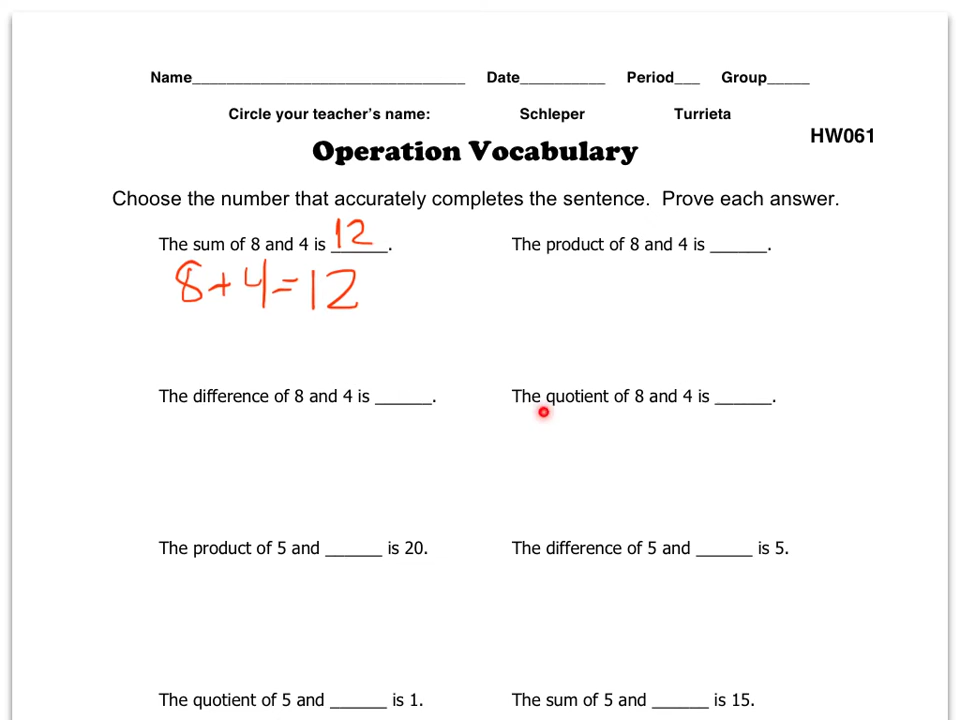 Name______________________________ Date__________ Period___ Group_____
Circle your teacher's name: Schleper Turrieta
HW061
Operation Vocabulary
Choose the number that accurately completes the sentence. Prove each answer.
The sum of 8 and 4 is 12.
8+4=12
The product of 8 and 4 is ______.
The difference of 8 and 4 is ______.
The quotient of 8 and 4 is ______.
The product of 5 and ______ is 20.
The difference of 5 and ______ is 5.
The quotient of 5 and ______ is 1.
The sum of 5 and ______ is 15.